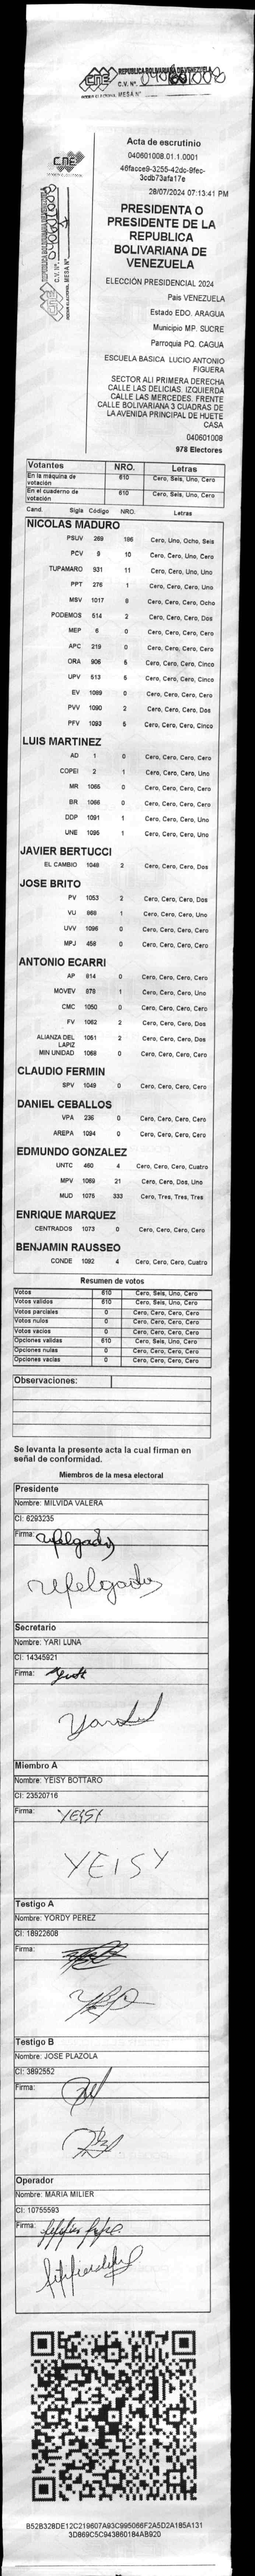 CNE
REPUBLICA BOLIVARIANA DE VENEZUELA
C.V. Nº.
MESA Nº
Acta de escrutinio
040601008.01.1.0001
46facce9-3255-42dc-9fec-
3cdb73afa17e
28/07/2024 07:13:41 PM
PRESIDENTA O
PRESIDENTE DE LA
REPUBLICA
BOLIVARIANA DE
VENEZUELA
ELECCIÓN PRESIDENCIAL 2024
Pais VENEZUELA
Estado EDO. ARAGUA
Municipio MP. SUCRE
Parroquia PQ. CAGUA
ESCUELA BASICA LUCIO ANTONIO
FIGUERA
SECTOR ALI PRIMERA DERECHA
CALLE LAS DELICIAS. IZQUIERDA
CALLE LAS MERCEDES. FRENTE
CALLE BOLIVARIANA 3 CUADRAS DE
LA AVENIDA PRINCIPAL DE HUETE
CASA
040601008
978 Electores
Votantes NRO. Letras
En la máquina de votación 610 Cero, Seis, Uno, Cero
En el cuaderno de votación 610 Cero, Seis, Uno, Cero
Cand. Sigla Código NRO. Letras
NICOLAS MADURO
PSUV 269 186 Cero, Uno, Ocho, Seis
PCV 9 10 Cero, Cero, Uno, Cero
TUPAMARO 931 11 Cero, Cero, Uno, Uno
PPT 276 1 Cero, Cero, Cero, Uno
MSV 1017 8 Cero, Cero, Cero, Ocho
PODEMOS 514 2 Cero, Cero, Cero, Dos
MEP 6 0 Cero, Cero, Cero, Cero
APC 219 0 Cero, Cero, Cero, Cero
ORA 906 5 Cero, Cero, Cero, Cinco
UPV 513 5 Cero, Cero, Cero, Cinco
EV 1089 0 Cero, Cero, Cero, Cero
PVV 1090 2 Cero, Cero, Cero, Dos
PFV 1093 5 Cero, Cero, Cero, Cinco
LUIS MARTINEZ
AD 1 0 Cero, Cero, Cero, Cero
COPEI 2 1 Cero, Cero, Cero, Uno
MR 1065 0 Cero, Cero, Cero, Cero
BR 1066 0 Cero, Cero, Cero, Cero
DDP 1091 1 Cero, Cero, Cero, Uno
UNE 1095 1 Cero, Cero, Cero, Uno
JAVIER BERTUCCI
EL CAMBIO 1048 2 Cero, Cero, Cero, Dos
JOSE BRITO
PV 1053 2 Cero, Cero, Cero, Dos
VU 869 1 Cero, Cero, Cero, Uno
UVV 1096 0 Cero, Cero, Cero, Cero
MPJ 458 0 Cero, Cero, Cero, Cero
ANTONIO ECARRI
AP 914 0 Cero, Cero, Cero, Cero
MOVEV 878 1 Cero, Cero, Cero, Uno
CMC 1050 0 Cero, Cero, Cero, Cero
FV 1062 2 Cero, Cero, Cero, Dos
ALIANZA DEL LAPIZ 1051 2 Cero, Cero, Cero, Dos
MIN UNIDAD 1068 0 Cero, Cero, Cero, Cero
CLAUDIO FERMIN
SPV 1049 0 Cero, Cero, Cero, Cero
DANIEL CEBALLOS
VPA 236 0 Cero, Cero, Cero, Cero
AREPA 1094 0 Cero, Cero, Cero, Cero
EDMUNDO GONZALEZ
UNTC 460 4 Cero, Cero, Cero, Cuatro
MPV 1069 21 Cero, Cero, Dos, Uno
MUD 1075 333 Cero, Tres, Tres, Tres
ENRIQUE MARQUEZ
CENTRADOS 1073 0 Cero, Cero, Cero, Cero
BENJAMIN RAUSSEO
CONDE 1092 4 Cero, Cero, Cero, Cuatro
Resumen de votos
Votos 610 Cero, Seis, Uno, Cero
Votos validos 610 Cero, Seis, Uno, Cero
Votos parciales 0 Cero, Cero, Cero, Cero
Votos nulos 0 Cero, Cero, Cero, Cero
Votos vacios 0 Cero, Cero, Cero, Cero
Opciones validas 610 Cero, Seis, Uno, Cero
Opciones nulas 0 Cero, Cero, Cero, Cero
Opciones vacias 0 Cero, Cero, Cero, Cero
Observaciones:
Se levanta la presente acta la cual firman en
señal de conformidad.
Miembros de la mesa electoral
Presidente
Nombre: MILVIDA VALERA
CI: 6293235
Firma:
Secretario
Nombre: YARI LUNA
CI: 14345921
Firma:
Miembro A
Nombre: YEISY BOTTARO
CI: 23520716
Firma: YEISY
YEISY
Testigo A
Nombre: YORDY PEREZ
CI: 18922608
Firma:
Testigo B
Nombre: JOSE PLAZOLA
CI: 3892552
Firma:
Operador
Nombre: MARIA MILIER
CI: 10755593
Firma:
B52B328DE12C219607A93C995066F2A5D2A185A131
3D869C5C943860184AB920